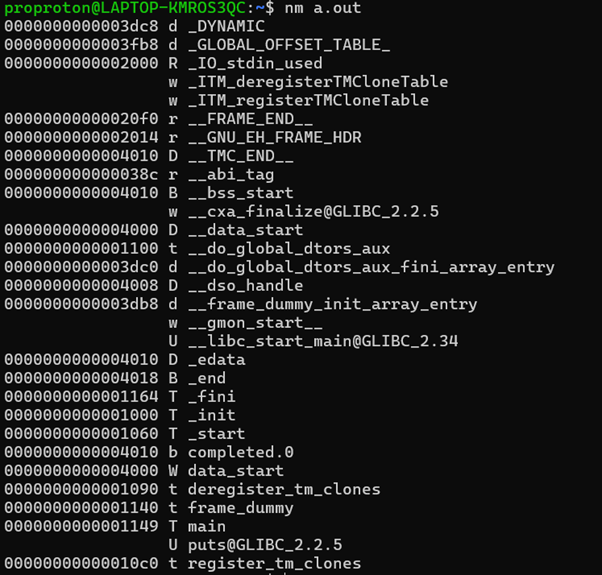 proproton@LAPTOP-KMROS3QC:~$ nm a.out
0000000000003dc8 d _DYNAMIC
0000000000003fb8 d _GLOBAL_OFFSET_TABLE_
0000000000002000 R _IO_stdin_used
                 w _ITM_deregisterTMCloneTable
                 w _ITM_registerTMCloneTable
00000000000020f0 r __FRAME_END__
0000000000002014 r __GNU_EH_FRAME_HDR
0000000000004010 D __TMC_END__
000000000000038c r __abi_tag
0000000000004010 B __bss_start
                 w __cxa_finalize@GLIBC_2.2.5
0000000000004000 D __data_start
0000000000001100 t __do_global_dtors_aux
0000000000003dc0 d __do_global_dtors_aux_fini_array_entry
0000000000004008 D __dso_handle
0000000000003db8 d __frame_dummy_init_array_entry
                 w __gmon_start__
                 U __libc_start_main@GLIBC_2.34
0000000000004010 D _edata
0000000000004018 B _end
0000000000001164 T _fini
0000000000001000 T _init
0000000000001060 T _start
0000000000004010 b completed.0
0000000000004000 W data_start
0000000000001090 t deregister_tm_clones
0000000000001140 t frame_dummy
0000000000001149 T main
                 U puts@GLIBC_2.2.5
00000000000010c0 t register_tm_clones